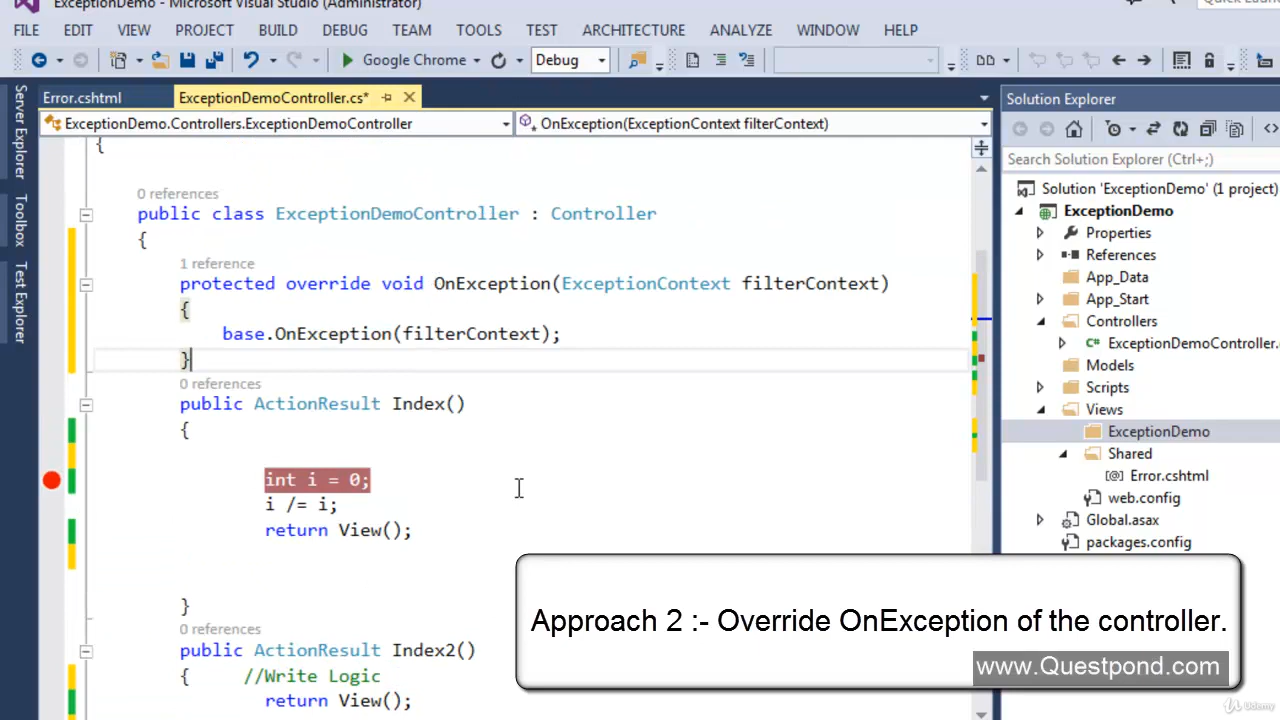 ExceptionDemo - Microsoft Visual Studio (Administrator)
FILE EDIT VIEW PROJECT BUILD DEBUG TEAM TOOLS TEST ARCHITECTURE ANALYZE WINDOW HELP
Google Chrome Debug
Server Explorer
Toolbox
Test Explorer
Error.cshtml ExceptionDemoController.cs*
ExceptionDemo.Controllers.ExceptionDemoController OnException(ExceptionContext filterContext)
{
0 references
public class ExceptionDemoController : Controller
{
1 reference
protected override void OnException(ExceptionContext filterContext)
{
base.OnException(filterContext);
}
0 references
public ActionResult Index()
{
int i = 0;
i /= i;
return View();
}
0 references
public ActionResult Index2()
{ //Write Logic
return View();
Solution Explorer
Search Solution Explorer (Ctrl+;)
Solution 'ExceptionDemo' (1 project)
ExceptionDemo
Properties
References
App_Data
App_Start
Controllers
C# ExceptionDemoController.
Models
Scripts
Views
ExceptionDemo
Shared
[@] Error.cshtml
web.config
Global.asax
packages.config
Approach 2 :- Override OnException of the controller.
www.Questpond.com
Udemy